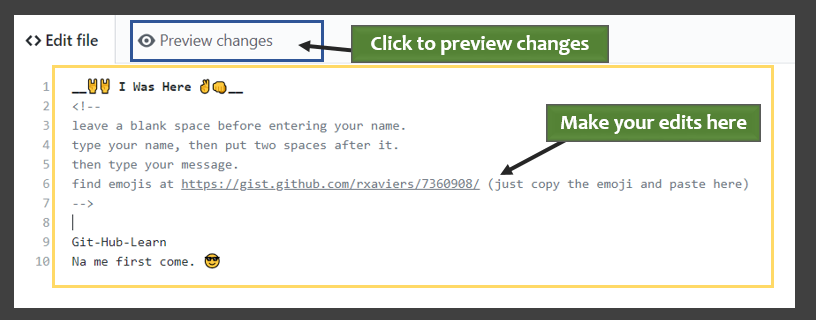 <> Edit file
Preview changes
Click to preview changes
1 __🤘🤘 I Was Here ✌👊__
2 <!--
3 leave a blank space before entering your name.
Make your edits here
4 type your name, then put two spaces after it.
5 then type your message.
6 find emojis at https://gist.github.com/rxaviers/7360908/ (just copy the emoji and paste here)
7 -->
8
9 Git-Hub-Learn
10 Na me first come. 😎